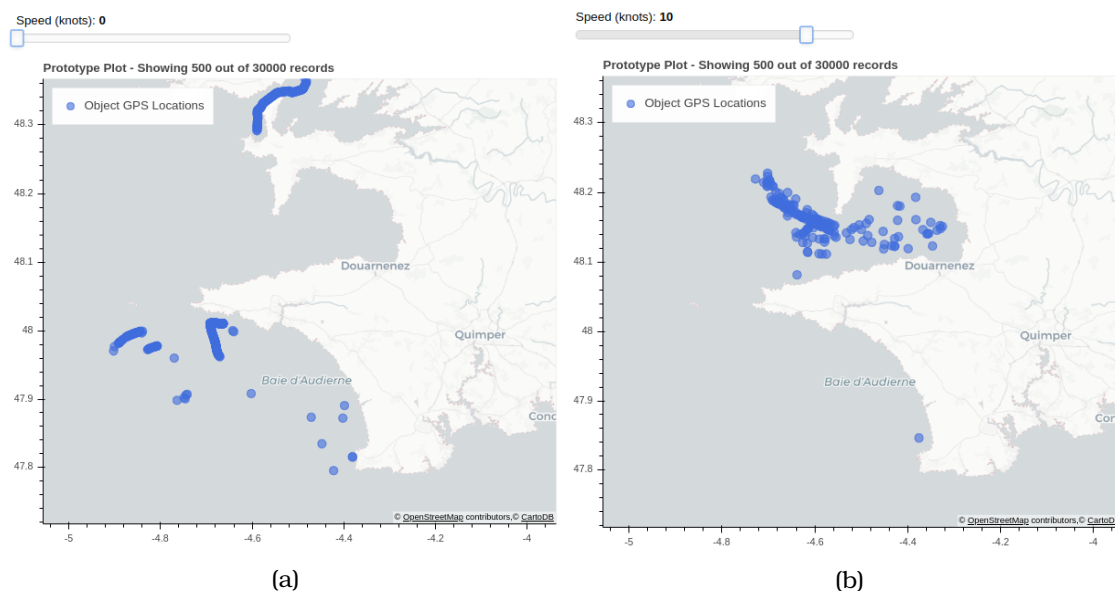 Speed (knots): 0
Prototype Plot - Showing 500 out of 30000 records
Object GPS Locations
48.3
48.2
48.1
48
47.9
47.8
Douarnenez
Quimper
Baie d'Audierne
Conc
© OpenStreetMap contributors,© CartoDB
-5
-4.8
-4.6
-4.4
-4.2
-4
(a)
Speed (knots): 10
Prototype Plot - Showing 500 out of 30000 records
Object GPS Locations
48.3
48.2
48.1
48
47.9
47.8
Douarnenez
Quimper
Baie d'Audierne
Cor
© OpenStreetMap contributors,© CartoDB
-5
-4.8
-4.6
-4.4
-4.2
-4
(b)